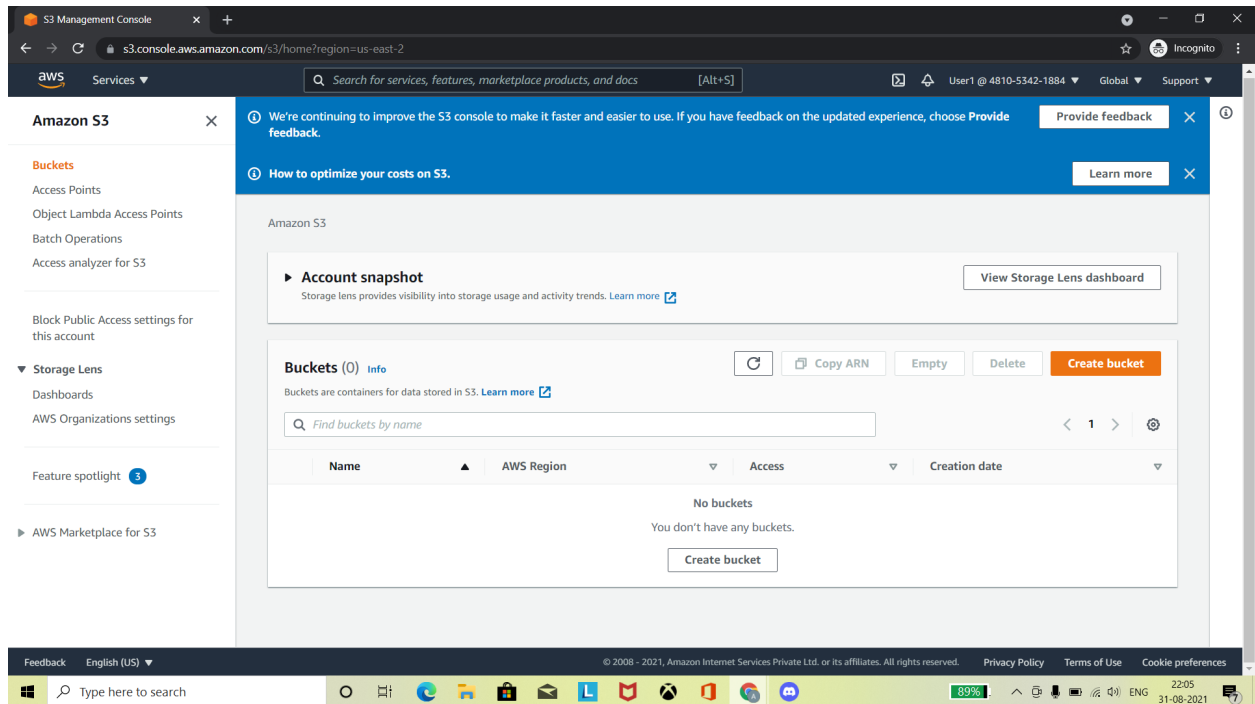 S3 Management Console
s3.console.aws.amazon.com/s3/home?region=us-east-2
Incognito
aws
Services
Search for services, features, marketplace products, and docs [Alt+S]
User1 @ 4810-5342-1884
Global
Support
Amazon S3
Buckets
Access Points
Object Lambda Access Points
Batch Operations
Access analyzer for S3
Block Public Access settings for
this account
Storage Lens
Dashboards
AWS Organizations settings
Feature spotlight 3
AWS Marketplace for S3
We're continuing to improve the S3 console to make it faster and easier to use. If you have feedback on the updated experience, choose Provide
feedback.
Provide feedback
How to optimize your costs on S3.
Learn more
Amazon S3
Account snapshot
Storage lens provides visibility into storage usage and activity trends. Learn more
View Storage Lens dashboard
Buckets (0) Info
Copy ARN
Empty
Delete
Create bucket
Buckets are containers for data stored in S3. Learn more
Find buckets by name
1
Name AWS Region Access Creation date
No buckets
You don't have any buckets.
Create bucket
Feedback English (US)
© 2008 - 2021, Amazon Internet Services Private Ltd. or its affiliates. All rights reserved. Privacy Policy Terms of Use Cookie preferences
Type here to search
L
89%
ENG
22:05
31-08-2021
7